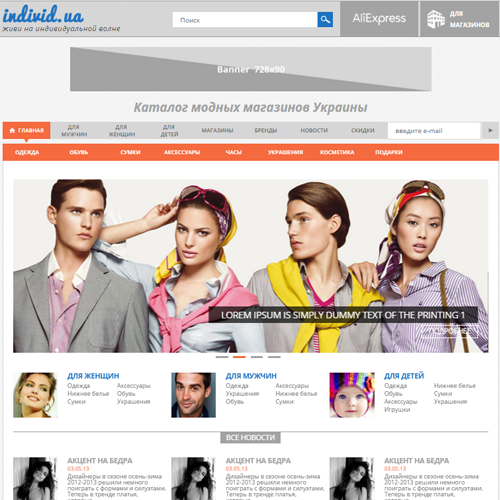 individ.ua
живи на индивидуальной волне
Поиск
AliExpress
ДЛЯ
МАГАЗИНОВ
Banner 728x90
Каталог модных магазинов Украины
ГЛАВНАЯ
ДЛЯ МУЖЧИН
ДЛЯ ЖЕНЩИН
ДЛЯ ДЕТЕЙ
МАГАЗИНЫ
БРЕНДЫ
НОВОСТИ
СКИДКИ
введите e-mail
ОДЕЖДА ОБУВЬ СУМКИ АКСЕССУАРЫ ЧАСЫ УКРАШЕНИЯ КОСМЕТИКА ПОДАРКИ
LOREM IPSUM IS SIMPLY DUMMY TEXT OF THE PRINTING 1
ПОДРОБНЕЕ
ДЛЯ ЖЕНЩИН
Одежда Аксессуары
Нижнее белье Обувь
Сумки Украшения
ДЛЯ МУЖЧИН
Одежда Нижнее белье
Украшения Сумки
Обувь Аксессуары
ДЛЯ ДЕТЕЙ
Одежда Нижнее белье
Аксессуары Обувь
Игрушки Сумки
ВСЕ НОВОСТИ
АКЦЕНТ НА БЕДРА
03.05.13
Дизайнеры в сезоне осень-зима
2012-2013 решили немного
поиграть с формами и силуэтами.
Теперь в тренде платья,
АКЦЕНТ НА БЕДРА
03.05.13
Дизайнеры в сезоне осень-зима
2012-2013 решили немного
поиграть с формами и силуэтами.
Теперь в тренде платья,
АКЦЕНТ НА БЕДРА
03.05.13
Дизайнеры в сезоне осень-зима
2012-2013 решили немного
поиграть с формами и силуэтами.
Теперь в тренде платья,